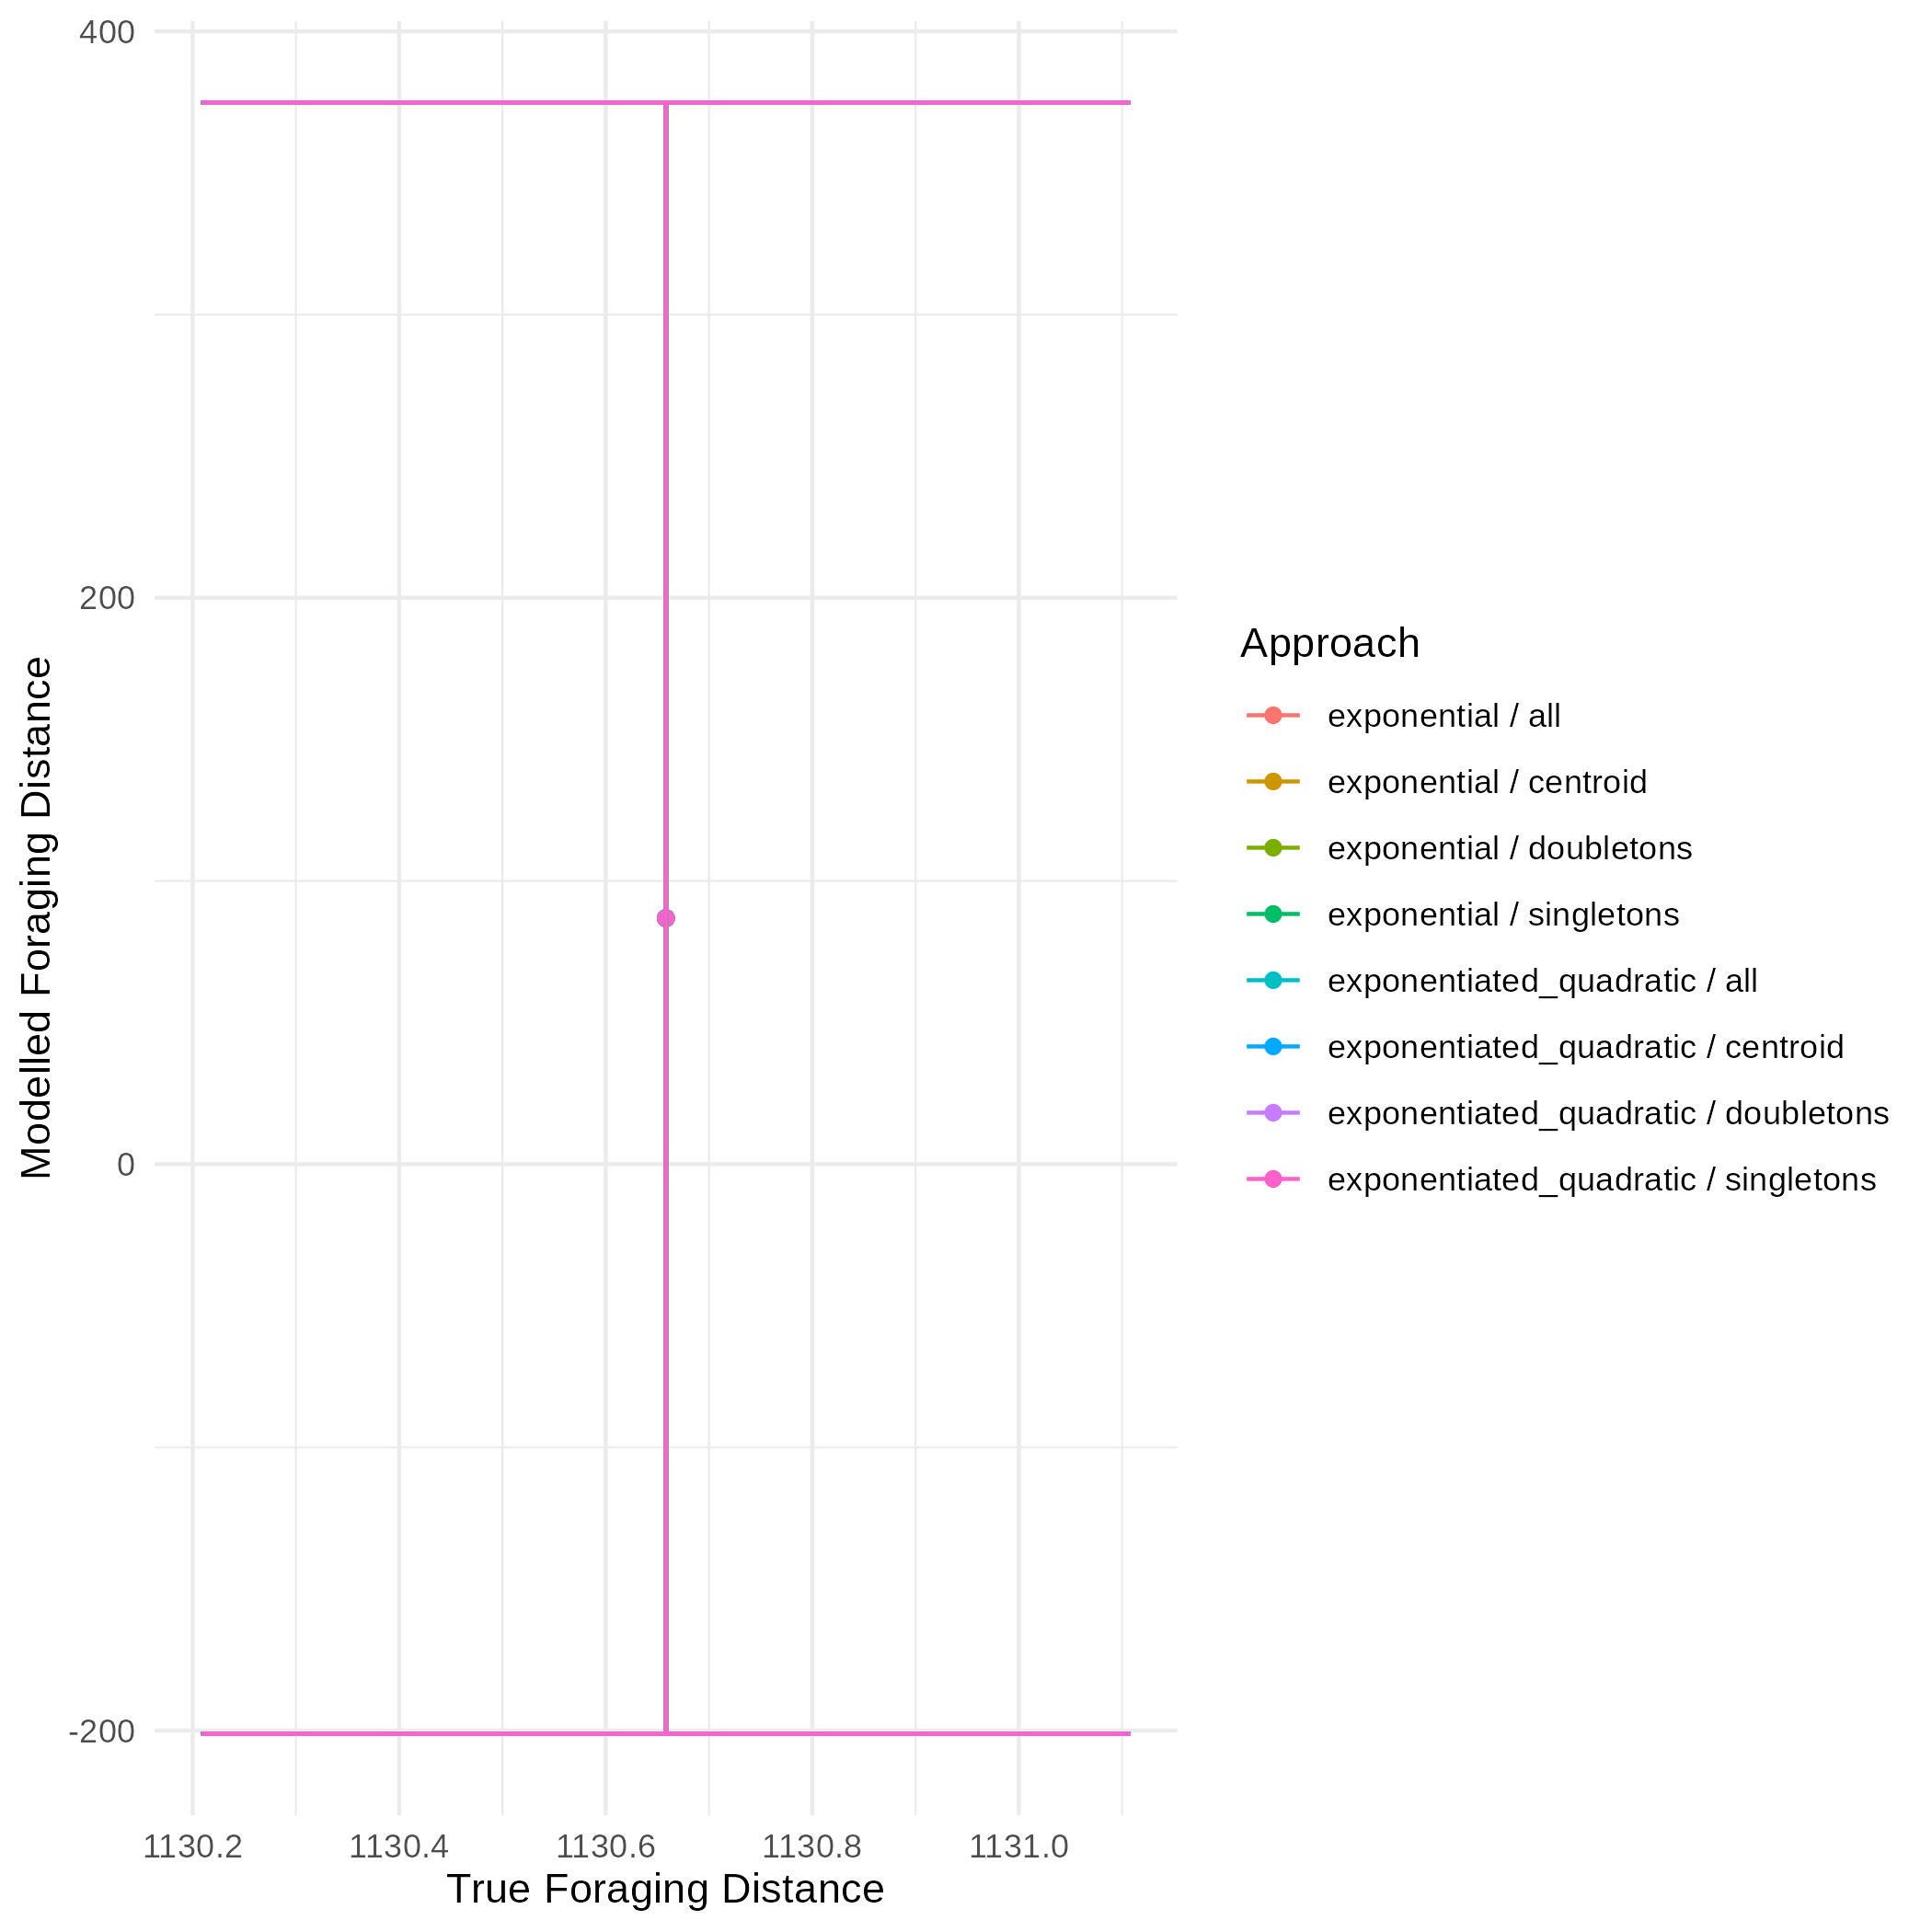 400
200
0
-200
Modelled Foraging Distance
1130.2
1130.4
1130.6
1130.8
1131.0
True Foraging Distance
Approach
exponential / all
exponential / centroid
exponential / doubletons
exponential / singletons
exponentiated_quadratic / all
exponentiated_quadratic / centroid
exponentiated_quadratic / doubletons
exponentiated_quadratic / singletons